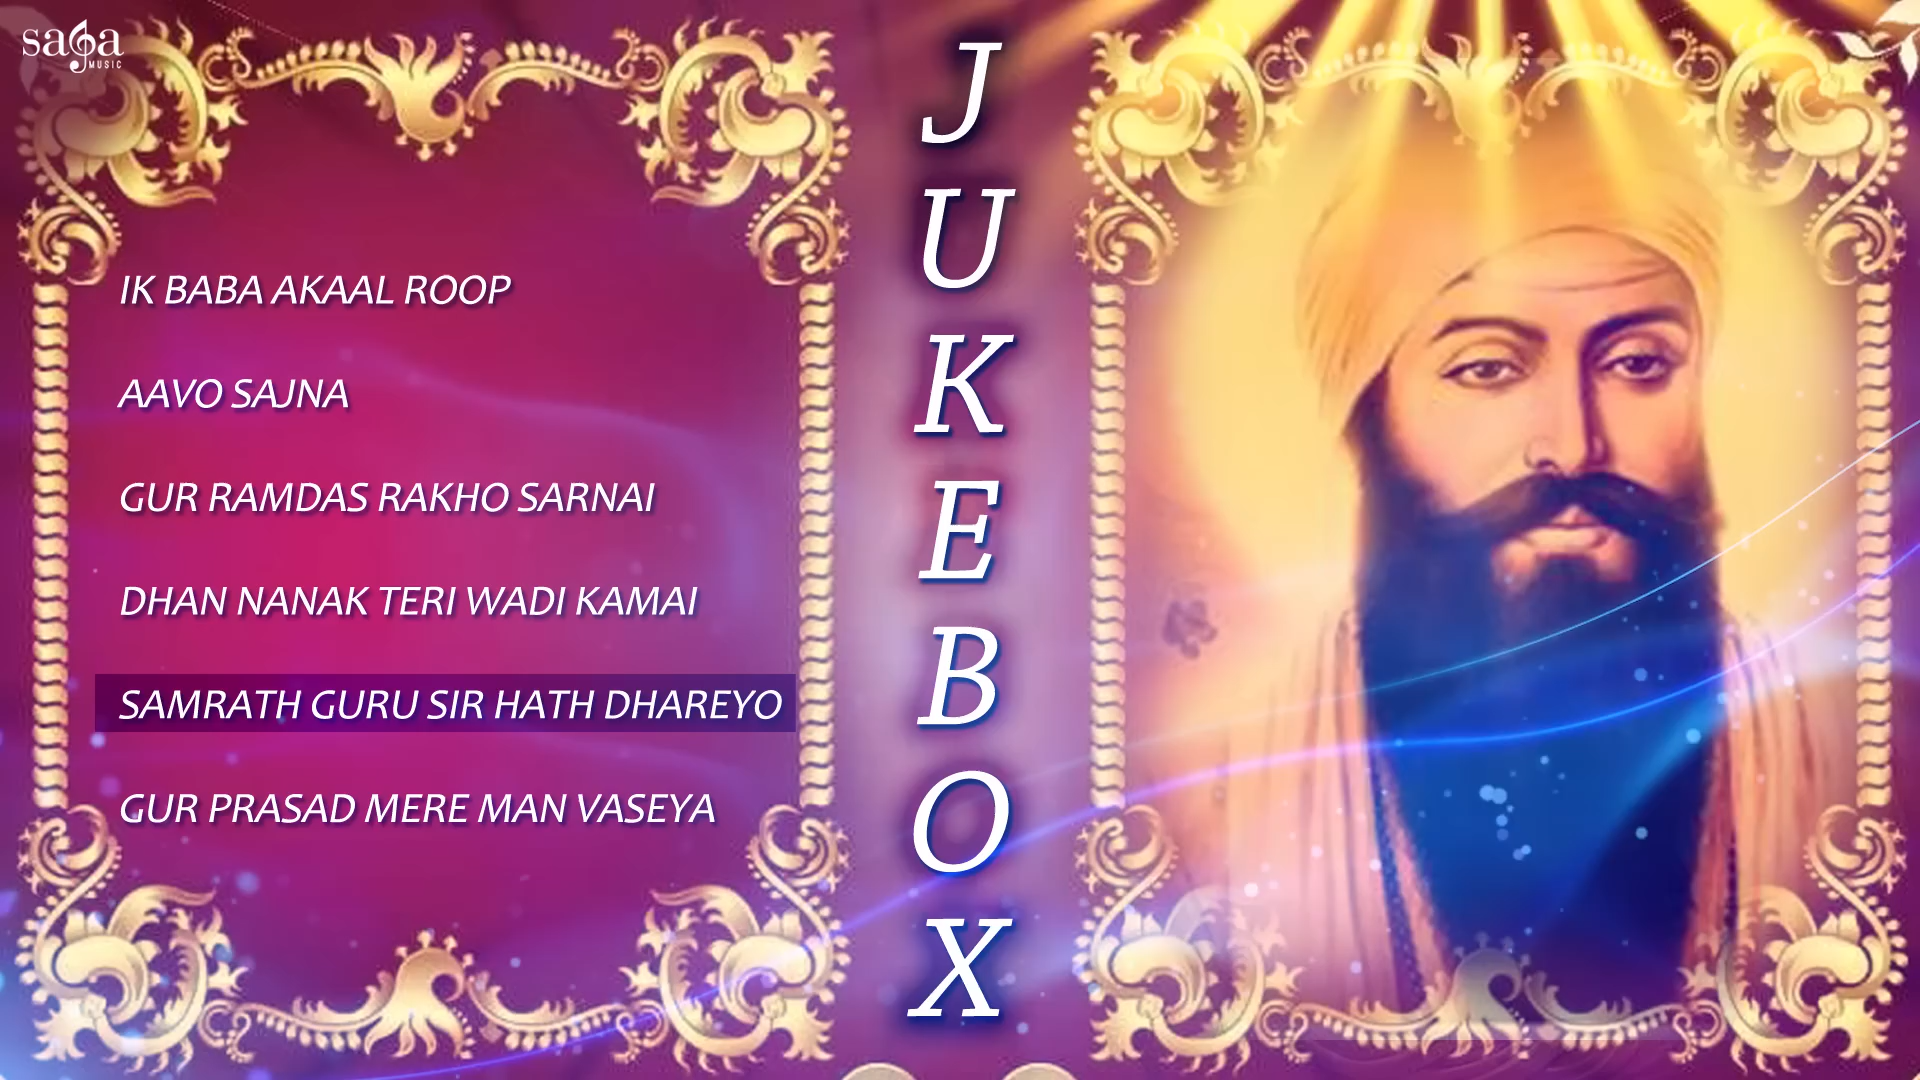 saga
MUSIC
IK BABA AKAAL ROOP
AAVO SAJNA
GUR RAMDAS RAKHO SARNAI
DHAN NANAK TERI WADI KAMAI
SAMRATH GURU SIR HATH DHAREYO
GUR PRASAD MERE MAN VASEYA
JUKEBOX